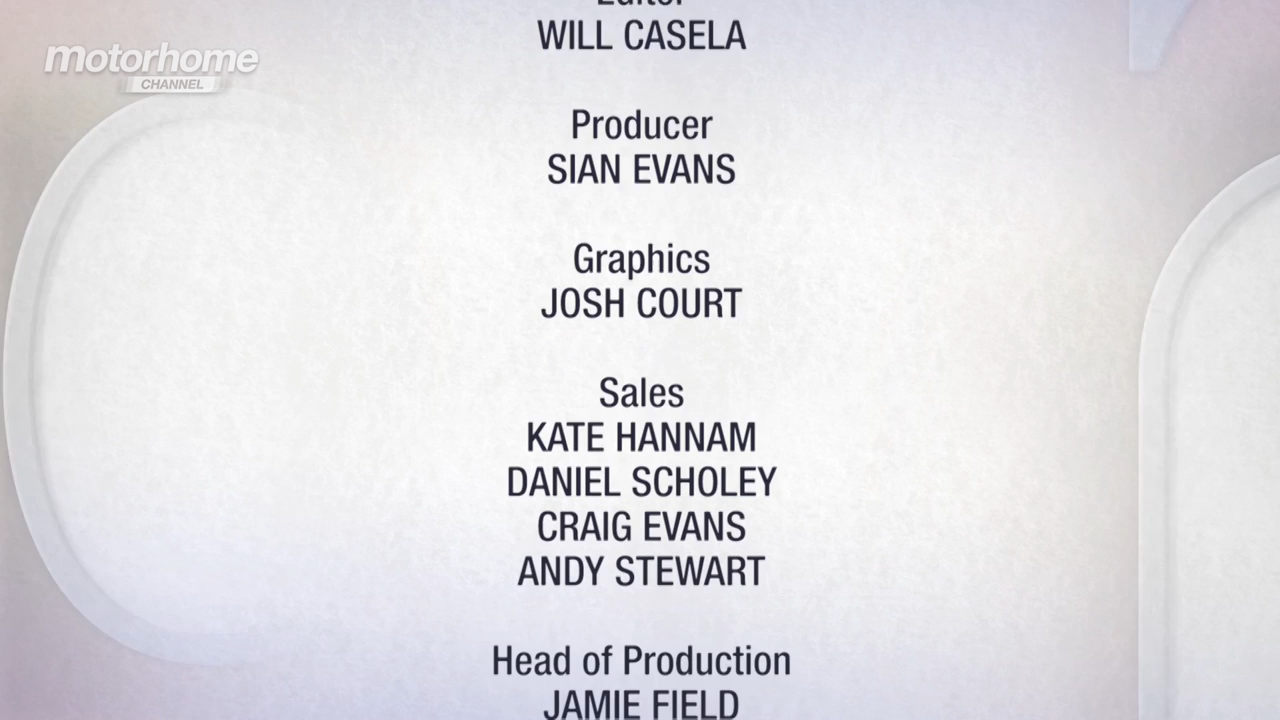 Editor
WILL CASELA
motorhome
CHANNEL
Producer
SIAN EVANS
Graphics
JOSH COURT
Sales
KATE HANNAM
DANIEL SCHOLEY
CRAIG EVANS
ANDY STEWART
Head of Production
JAMIE FIELD